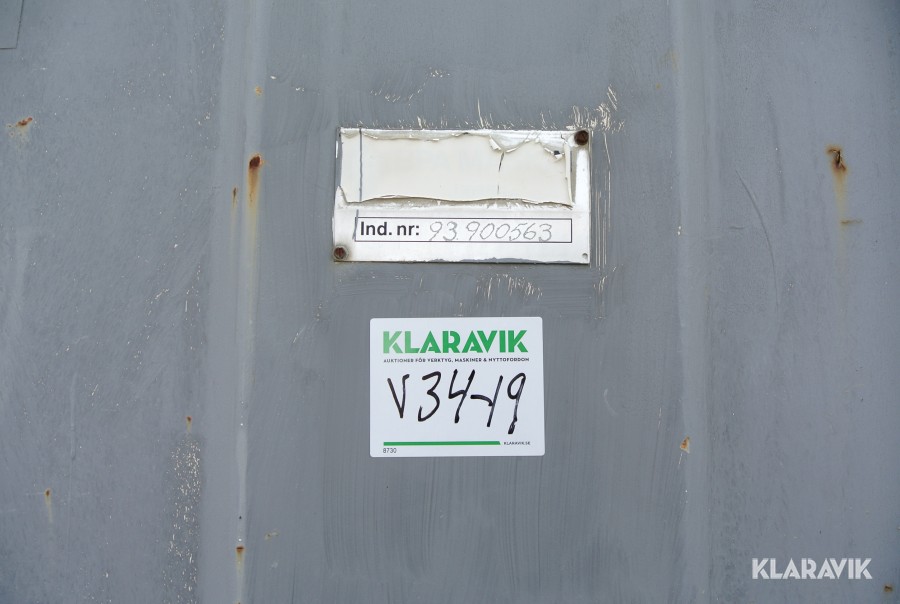 Ind. nr: 93.900563
KLARAVIK
AUKTIONER FÖR VERKTYG, MASKINER & NYTTOFORDON
V34-19
KLARAVIK.SE
8730
KLARAVIK